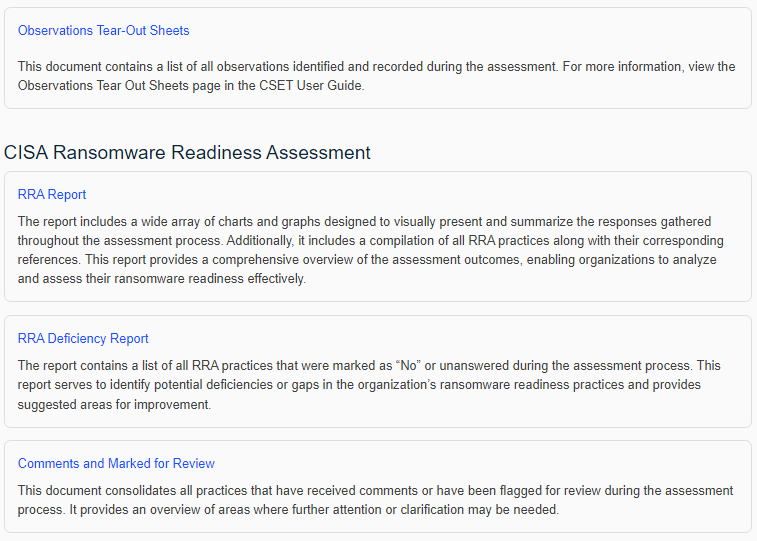 Observations Tear-Out Sheets
This document contains a list of all observations identified and recorded during the assessment. For more information, view the
Observations Tear Out Sheets page in the CSET User Guide.
CISA Ransomware Readiness Assessment
RRA Report
The report includes a wide array of charts and graphs designed to visually present and summarize the responses gathered
throughout the assessment process. Additionally, it includes a compilation of all RRA practices along with their corresponding
references. This report provides a comprehensive overview of the assessment outcomes, enabling organizations to analyze
and assess their ransomware readiness effectively.
RRA Deficiency Report
The report contains a list of all RRA practices that were marked as “No” or unanswered during the assessment process. This
report serves to identify potential deficiencies or gaps in the organization’s ransomware readiness practices and provides
suggested areas for improvement.
Comments and Marked for Review
This document consolidates all practices that have received comments or have been flagged for review during the assessment
process. It provides an overview of areas where further attention or clarification may be needed.